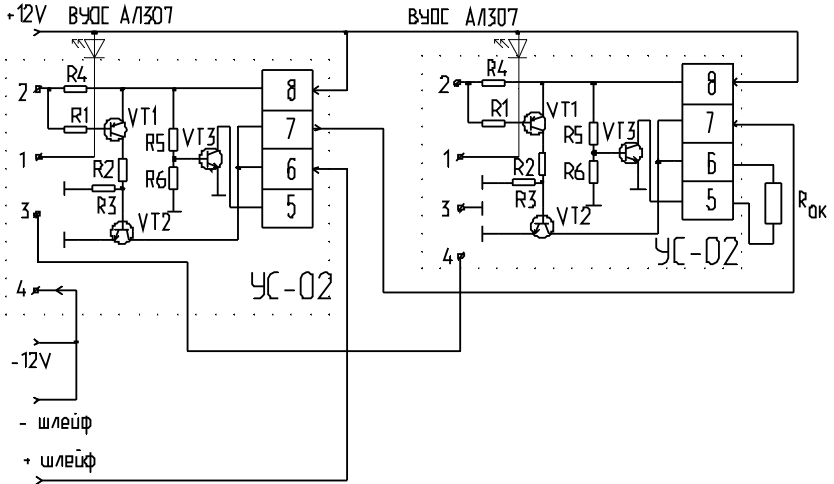 +12V ВУОС АЛ307
ВУОС АЛ307
2 R4
R1 VT1
R5 VT3
1 R2
R6
R3
3 VT2
8
7
6
5
УС-02
4
-12V
- шлейф
+ шлейф
2 R4
R1 VT1
R5 VT3
1 R2
R6
R3
3 VT2
8
7
6
5
Rок
4
УС-02